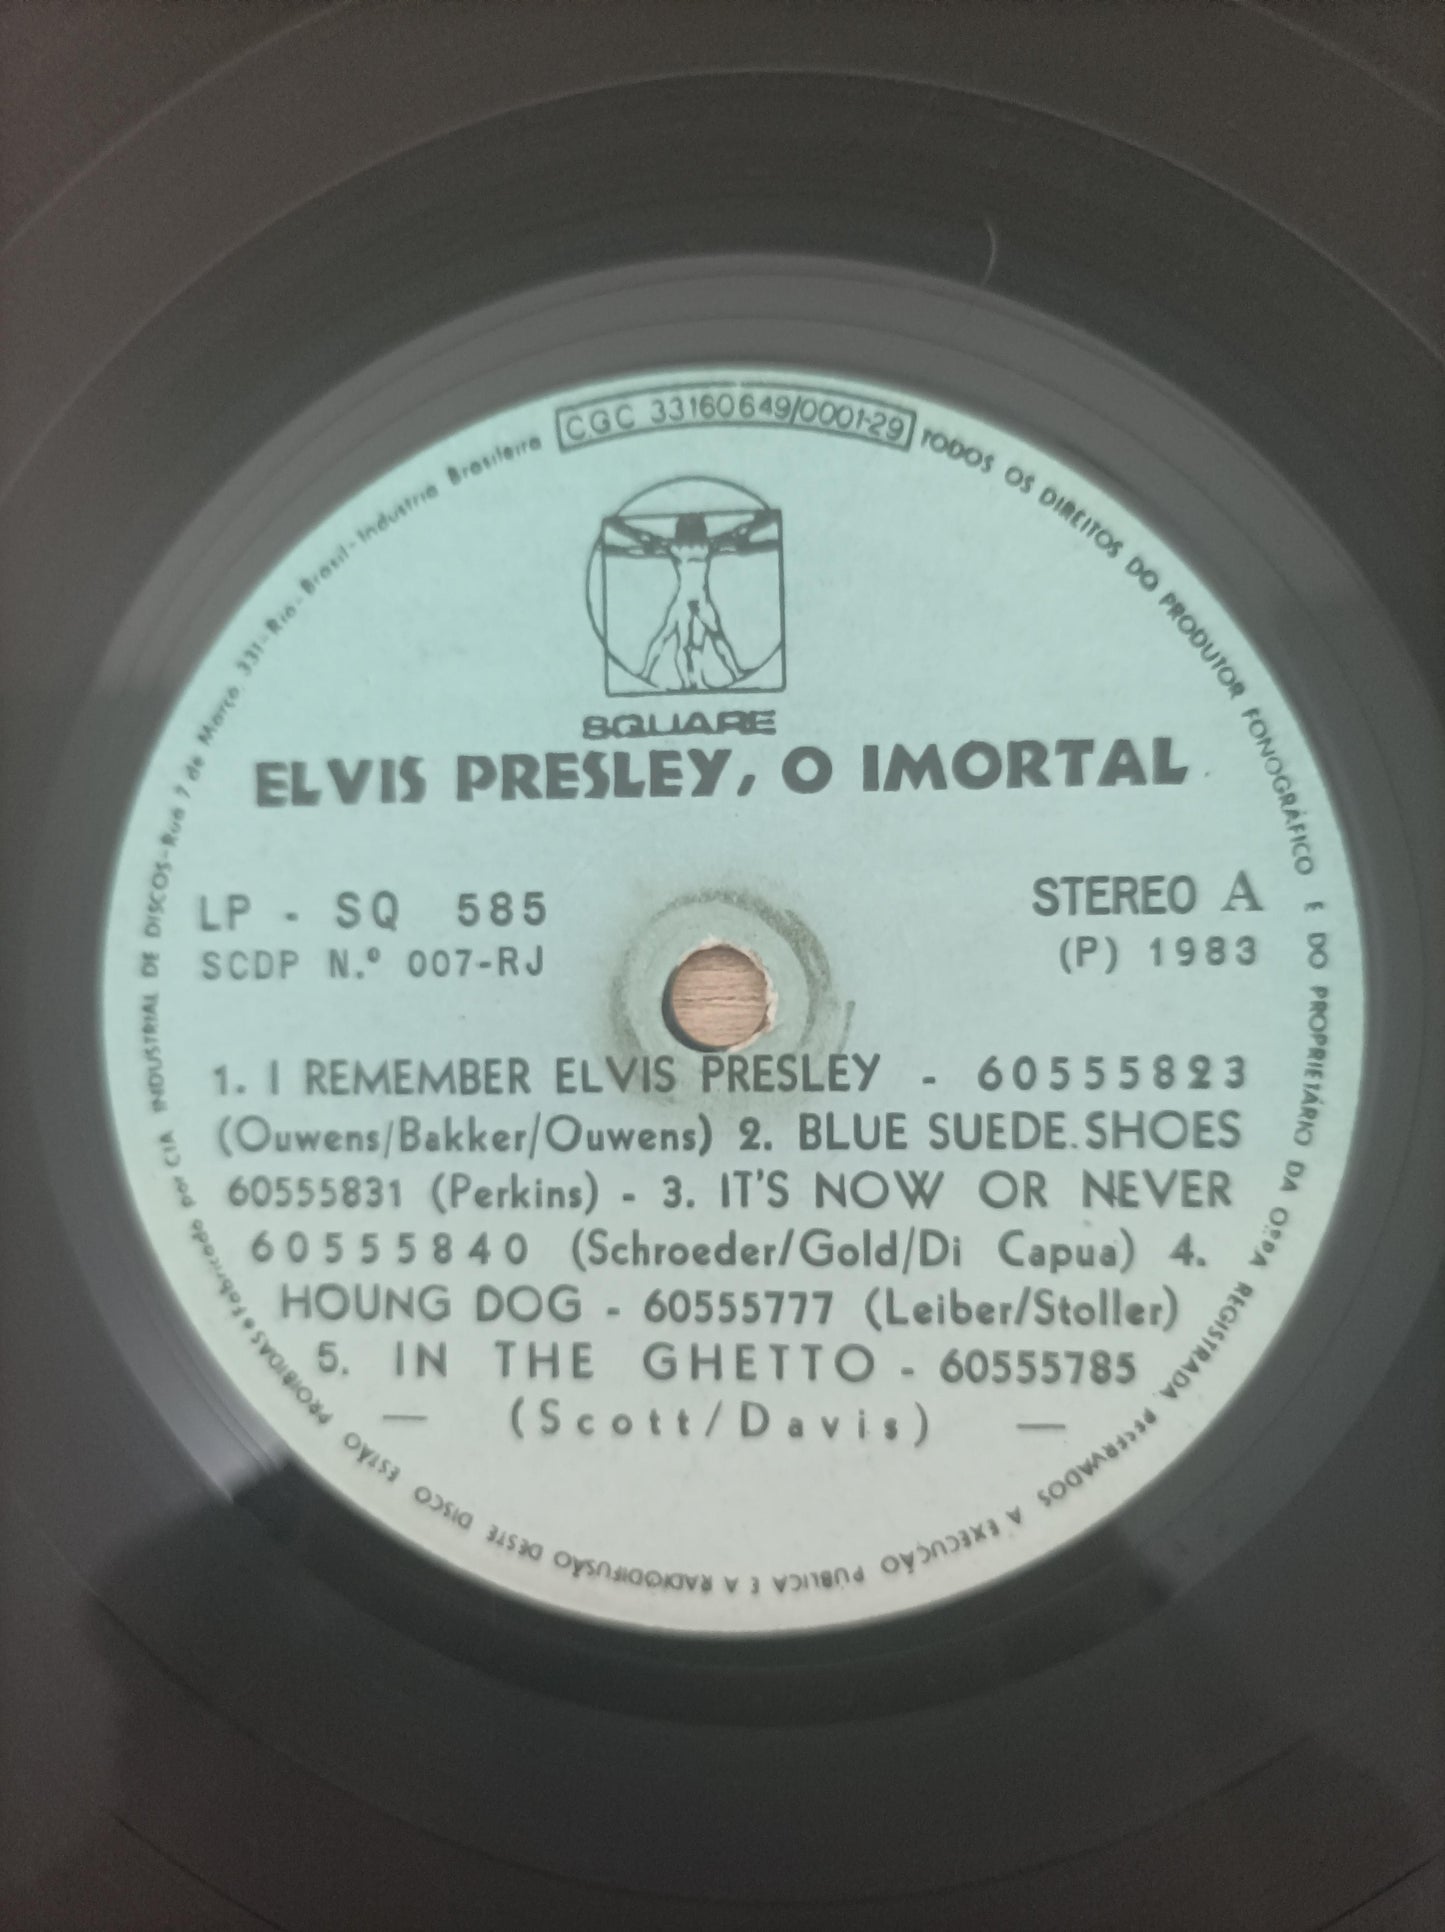 C.G.C 33160649/0001-29
TODOS OS DIREITOS DO PRODUTOR FONOGRÁFICO E DO PROPRIETÁRIO DA OBRA REGISTRADA RESERVADOS A EXECUÇÃO PUBLICA E A RADIODIFUSÃO DESTE DISCO ESTÃO PROIBIDAS • Fabricado por CIA INDUSTRIAL DE DISCOS-Rua 7 de Março, 331-Rio-Brasil-Industria Brasileira
SQUARE
ELVIS PRESLEY, O IMORTAL
LP - SQ 585
SCDP N.º 007-RJ
STEREO A
(P) 1983
1. I REMEMBER ELVIS PRESLEY - 60555823
(Ouwens/Bakker/Ouwens) 2. BLUE SUEDE.SHOES
60555831 (Perkins) - 3. IT'S NOW OR NEVER
60555840 (Schroeder/Gold/Di Capua) 4.
HOUNG DOG - 60555777 (Leiber/Stoller)
5. IN THE GHETTO - 60555785
— (Scott/Davis) —